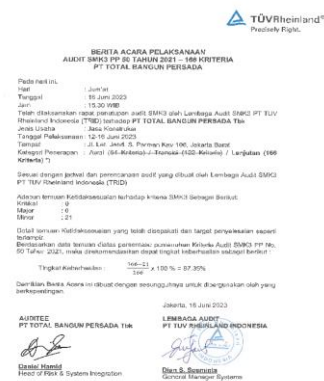 TÜVRheinland®
Precisely Right.
BERITA ACARA PELAKSANAAN
AUDIT SMK3 PP 50 TAHUN 2021 – 166 KRITERIA
PT TOTAL BANGUN PERSADA
Pada hari ini,
Hari : Jum'at
Tanggal : 16 Juni 2023
Jam : 15.30 WIB
Telah dilaksanakan rapat penutupan audit SMK3 oleh Lembaga Audit SMK3 PT TUV
Rheinland Indonesia (TRID) terhadap PT TOTAL BANGUN PERSADA Tbk
Jenis Usaha : Jasa Konstruksi
Tanggal Pelaksanaan : 12-16 Juni 2023
Tempat : Jl. Let. Jend. S. Parman Kav 106, Jakarta Barat
Kategori Penerapan : Awal (64 Kriteria) / Transisi (122 Kriteria) / Lanjutan (166
Kriteria) *)
Sesuai dengan jadwal dan perencanaan audit yang dibuat oleh Lembaga Audit SMK3
PT TUV Rheinland Indonesia (TRID)
Adapun temuan Ketidaksesuaian terhadap kriteria SMK3 Sebagai Berikut:
Kritikal : 0
Major : 0
Minor : 21
Detail temuan Ketidaksesuaian yang telah disepakati dan target penyelesaian seperti
terlampir.
Berdasarkan data temuan diatas persentase pemenuhan Kriteria Audit SMK3 PP No.
50 Tahun 2021, maka direkomendasikan dapat tingkat keberhasilan sebagai berikut :
Tingkat Keberhasilan : 166–21 / 166 x 100 % = 87.35%
Demikian Berita Acara ini dibuat dengan sesungguhnya untuk dipergunakan oleh yang
berkepentingan.
Jakarta, 16 Juni 2023
AUDITEE
PT TOTAL BANGUN PERSADA Tbk
LEMBAGA AUDIT
PT TUV RHEINLAND INDONESIA
Daniel Hamid
Head of Risk & System Integration
Dian S. Soeminta
General Manager Systems